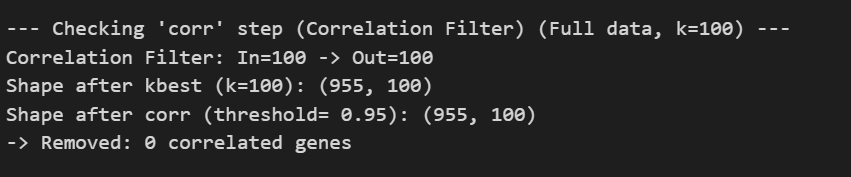 --- Checking 'corr' step (Correlation Filter) (Full data, k=100) ---
Correlation Filter: In=100 -> Out=100
Shape after kbest (k=100): (955, 100)
Shape after corr (threshold= 0.95): (955, 100)
-> Removed: 0 correlated genes